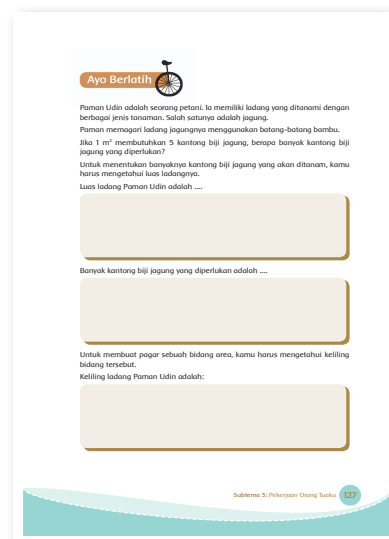 Ayo Berlatih
Paman Udin adalah seorang petani. Ia memiliki ladang yang ditanami dengan
berbagai jenis tanaman. Salah satunya adalah jagung.
Paman memagari ladang jagungnya menggunakan batang-batang bambu.
Jika 1 m² membutuhkan 5 kantong biji jagung, berapa banyak kantong biji
jagung yang diperlukan?
Untuk menentukan banyaknya kantong biji jagung yang akan ditanam, kamu
harus mengetahui luas ladangnya.
Luas ladang Paman Udin adalah ....
Banyak kantong biji jagung yang diperlukan adalah ....
Untuk membuat pagar sebuah bidang area, kamu harus mengetahui keliling
bidang tersebut.
Keliling ladang Paman Udin adalah:
Subtema 3: Pekerjaan Orang Tuaku 127